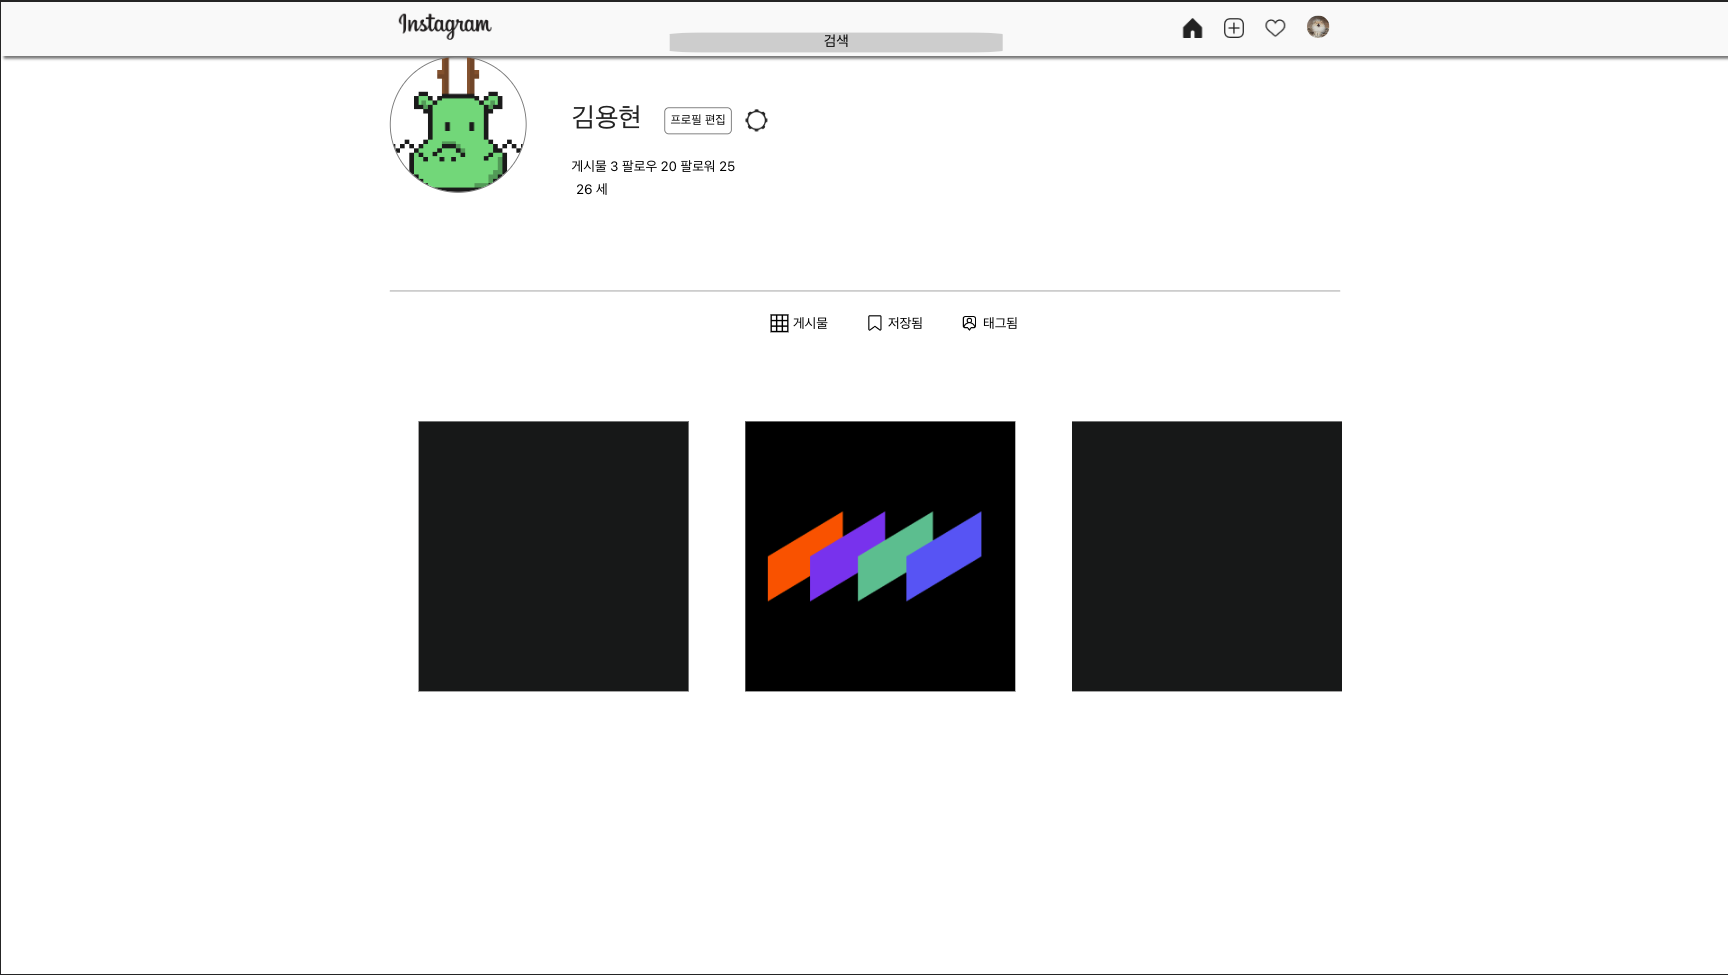 Instagram
검색
김용현
프로필 편집
게시물 3 팔로우 20 팔로워 25
26 세
게시물 저장됨 태그됨